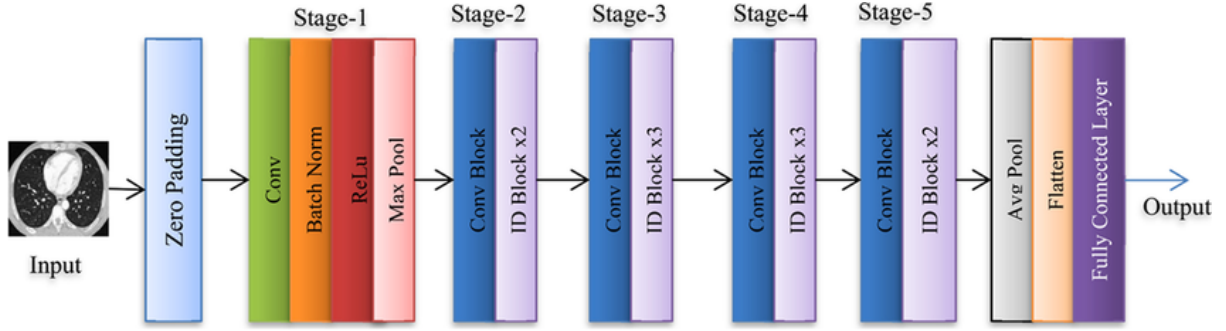 Stage-1
Stage-2
Stage-3
Stage-4
Stage-5
Input
Zero Padding
Conv
Batch Norm
ReLu
Max Pool
Conv Block
ID Block x2
Conv Block
ID Block x3
Conv Block
ID Block x3
Conv Block
ID Block x2
Avg Pool
Flatten
Fully Connected Layer
Output